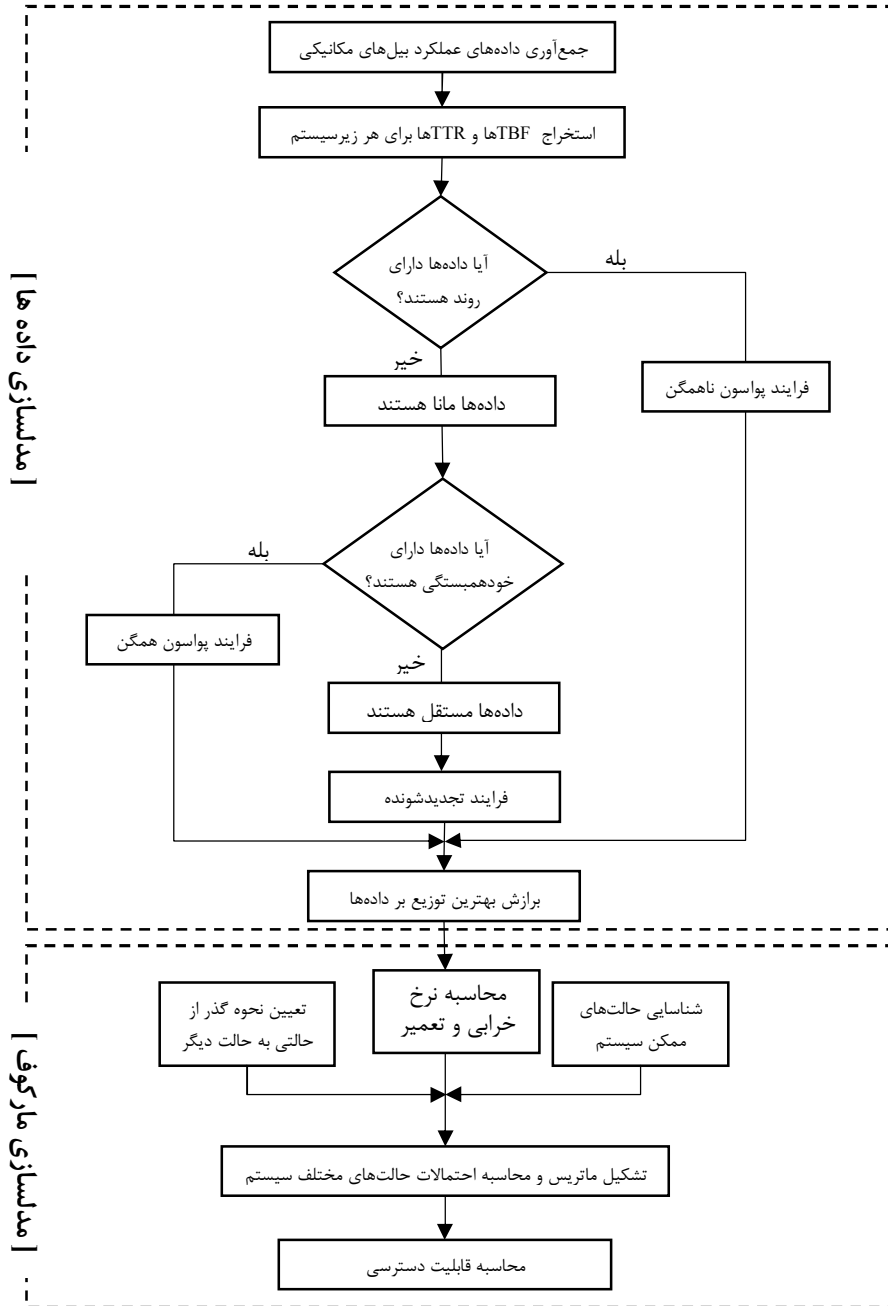 جمع‌آوری داده‌های عملکرد بیل‌های مکانیکی
استخراج TBFها و TTRها برای هر زیرسیستم
آیا داده‌ها دارای
روند هستند؟
بله
خیر
فرایند پواسون ناهمگن
داده‌ها مانا هستند
آیا داده‌ها دارای
خودهمبستگی هستند؟
بله
فرایند پواسون همگن
خیر
داده‌ها مستقل هستند
فرایند تجدیدشونده
برازش بهترین توزیع بر داده‌ها
[ مدلسازی داده ها ]
شناسایی حالت‌های
ممکن سیستم
محاسبه نرخ
خرابی و تعمیر
تعیین نحوه گذر از
حالتی به حالت دیگر
تشکیل ماتریس و محاسبه احتمالات حالت‌های مختلف سیستم
محاسبه قابلیت دسترسی
[ مدلسازی مارکوف ]